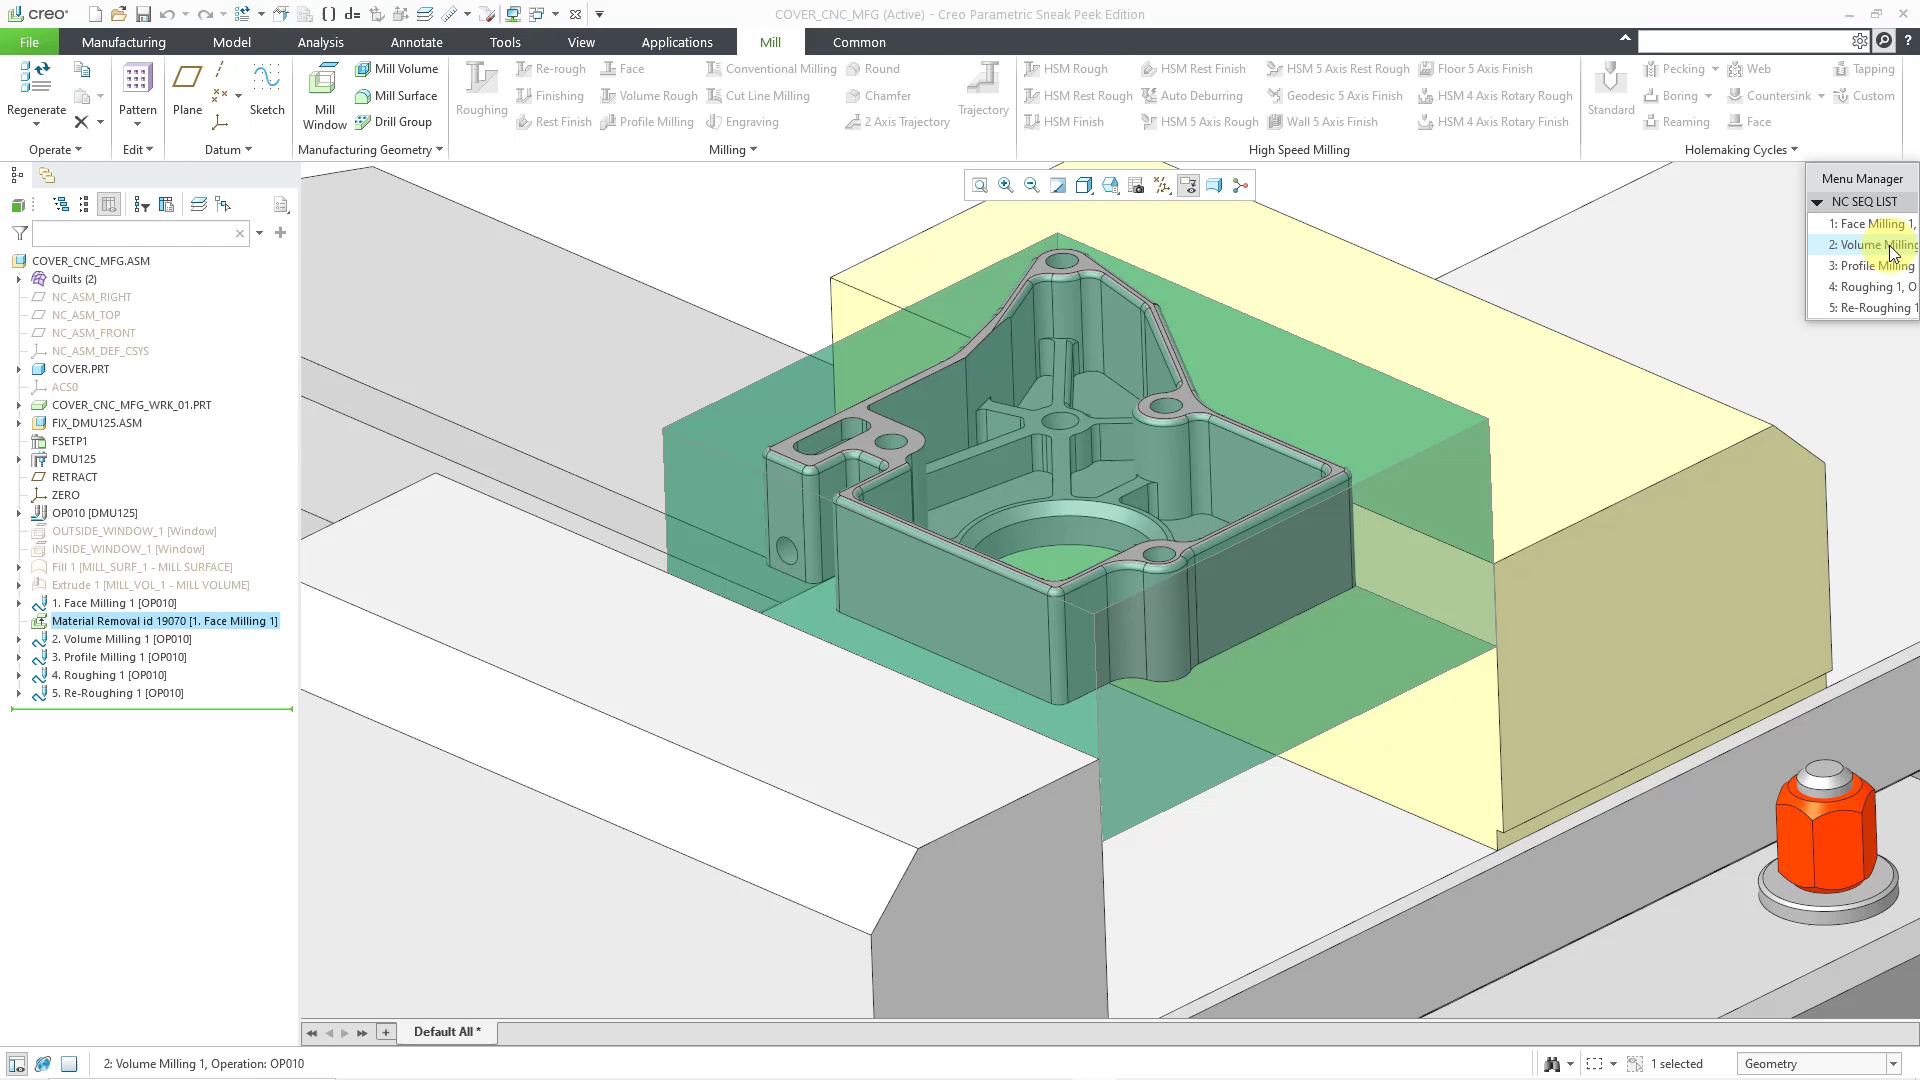 creo
COVER_CNC_MFG (Active) - Creo Parametric Sneak Peek Edition
File
Manufacturing
Model
Analysis
Annotate
Tools
View
Applications
Mill
Common
Regenerate
Operate
Pattern
Edit
Plane
Sketch
Datum
Mill Window
Mill Volume
Mill Surface
Drill Group
Manufacturing Geometry
Roughing
Re-rough
Finishing
Rest Finish
Face
Volume Rough
Profile Milling
Conventional Milling
Cut Line Milling
Engraving
Round
Chamfer
2 Axis Trajectory
Trajectory
Milling
HSM Rough
HSM Rest Rough
HSM Finish
HSM Rest Finish
Auto Deburring
HSM 5 Axis Rough
HSM 5 Axis Rest Rough
Geodesic 5 Axis Finish
Wall 5 Axis Finish
Floor 5 Axis Finish
HSM 4 Axis Rotary Rough
HSM 4 Axis Rotary Finish
High Speed Milling
Standard
Pecking
Boring
Reaming
Web
Countersink
Face
Tapping
Custom
Holemaking Cycles
Menu Manager
NC SEQ LIST
1: Face Milling 1,
2: Volume Milling
3: Profile Milling
4: Roughing 1, O
5: Re-Roughing 1
COVER_CNC_MFG.ASM
Quilts (2)
NC_ASM_RIGHT
NC_ASM_TOP
NC_ASM_FRONT
NC_ASM_DEF_CSYS
COVER.PRT
ACS0
COVER_CNC_MFG_WRK_01.PRT
FIX_DMU125.ASM
FSETP1
DMU125
RETRACT
ZERO
OP010 [DMU125]
OUTSIDE_WINDOW_1 [Window]
INSIDE_WINDOW_1 [Window]
Fill 1 [MILL_SURF_1 - MILL SURFACE]
Extrude 1 [MILL_VOL_1 - MILL VOLUME]
1. Face Milling 1 [OP010]
Material Removal id 19070 [1. Face Milling 1]
2. Volume Milling 1 [OP010]
3. Profile Milling 1 [OP010]
4. Roughing 1 [OP010]
5. Re-Roughing 1 [OP010]
Default All *
2: Volume Milling 1, Operation: OP010
1 selected
Geometry